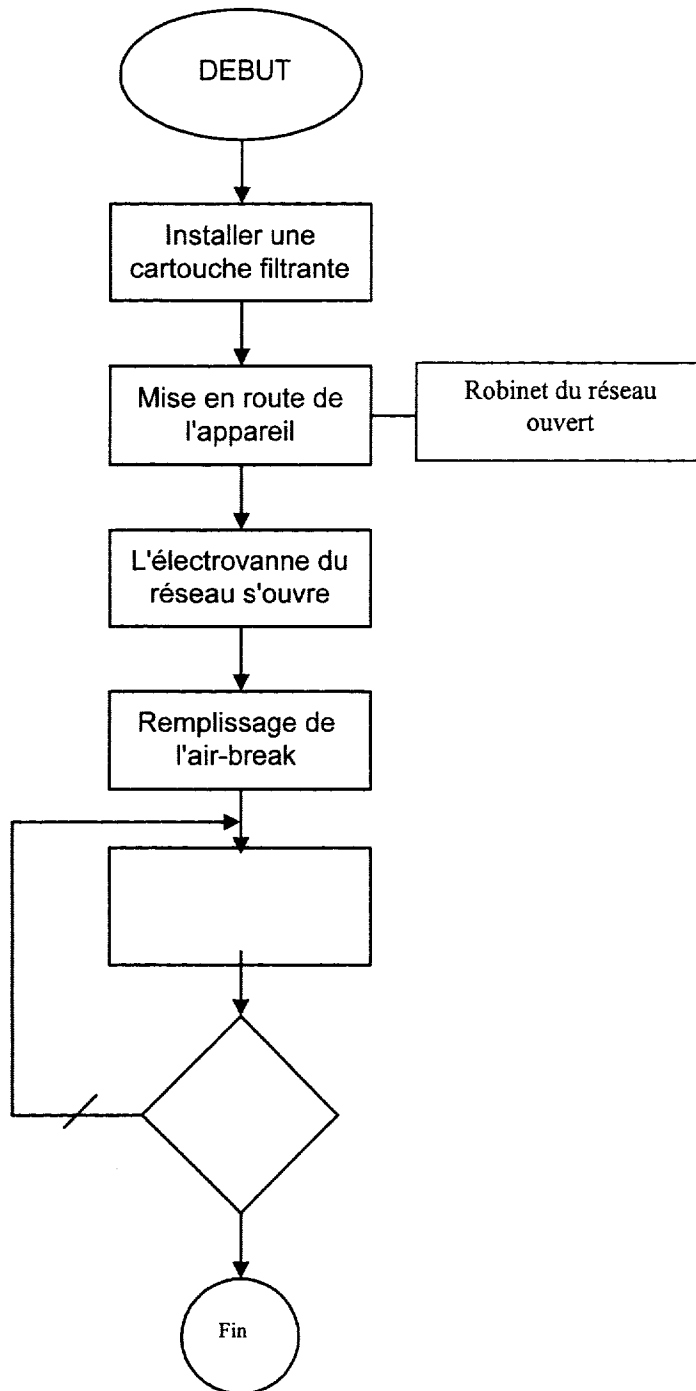 DEBUT
Installer une
cartouche filtrante
Mise en route de
l'appareil
Robinet du réseau
ouvert
L'électrovanne du
réseau s'ouvre
Remplissage de
l'air-break
Fin